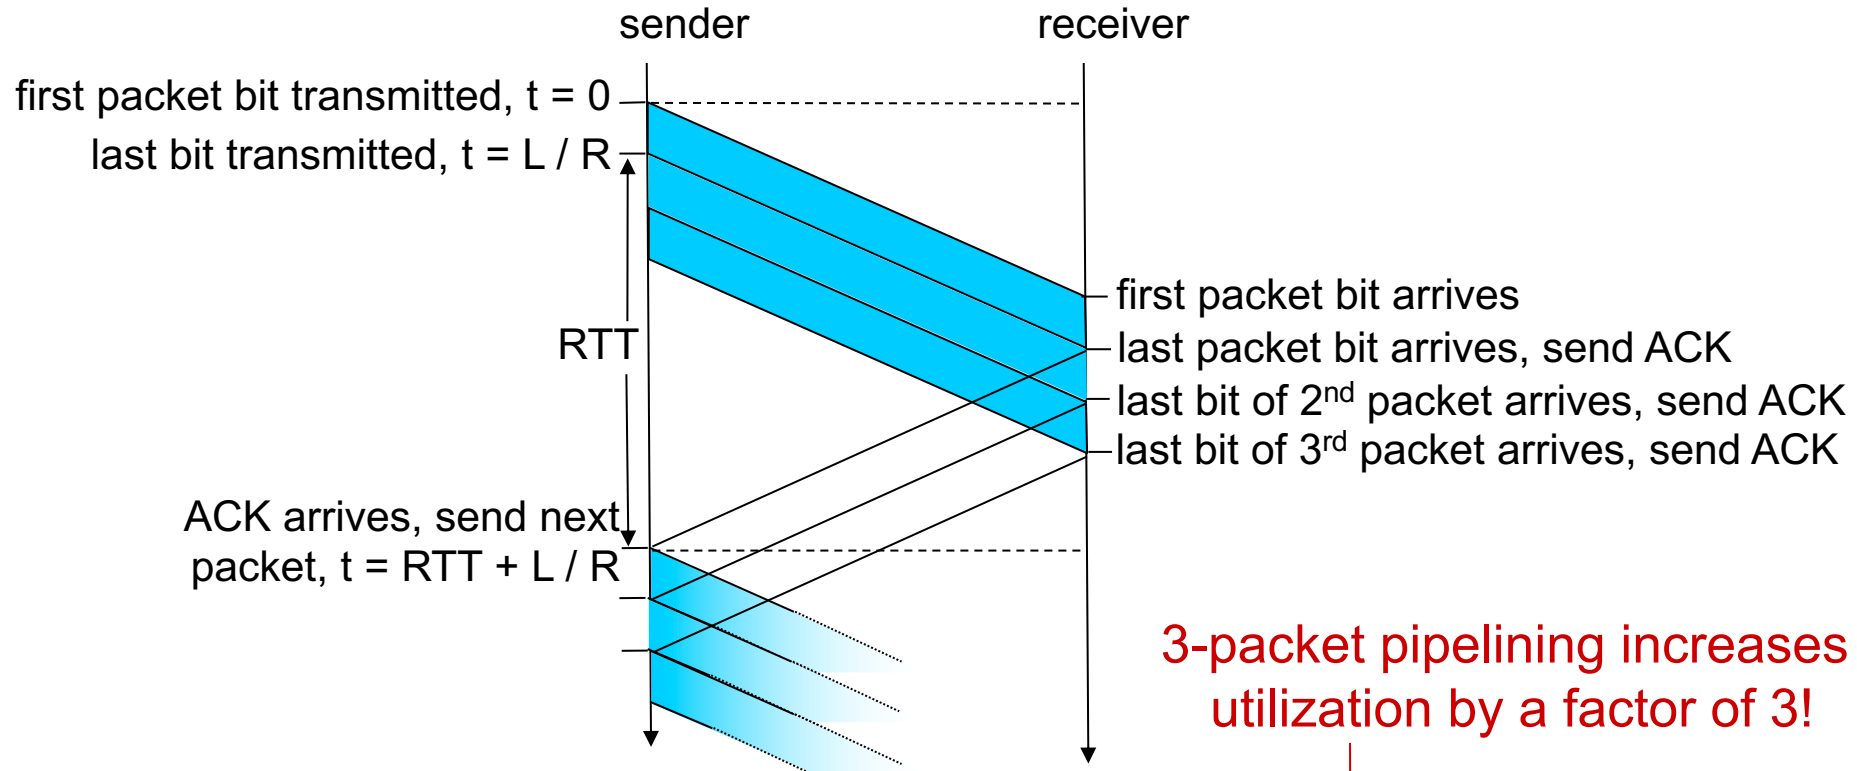 sender
receiver
first packet bit transmitted, t = 0
last bit transmitted, t = L / R
RTT
first packet bit arrives
last packet bit arrives, send ACK
last bit of 2nd packet arrives, send ACK
last bit of 3rd packet arrives, send ACK
ACK arrives, send next
packet, t = RTT + L / R
3-packet pipelining increases
utilization by a factor of 3!